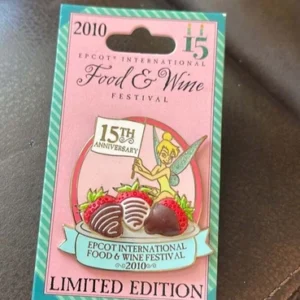 2010
15
EPCOT® INTERNATIONAL
Food & Wine
FESTIVAL
15TH
ANNIVERSARY
EPCOT INTERNATIONAL
FOOD & WINE FESTIVAL
2010
LIMITED EDITION